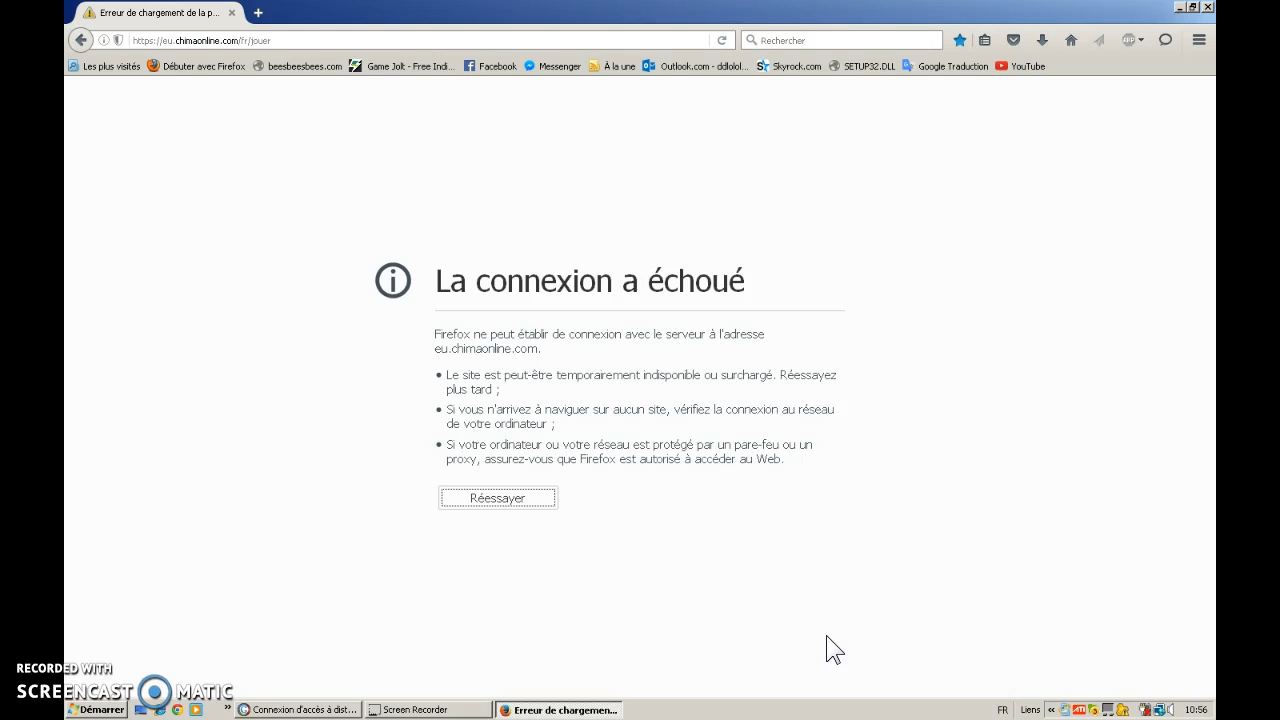 Erreur de chargement de la p...
https://eu.chimaonline.com/fr/jouer
Rechercher
ABP
Les plus visités
Débuter avec Firefox
beesbeesbees.com
Game Jolt - Free Indi...
Facebook
Messenger
À la une
Outlook.com - ddlolol...
Skyrock.com
SETUP32.DLL
Google Traduction
YouTube
La connexion a échoué
Firefox ne peut établir de connexion avec le serveur à l'adresse
eu.chimaonline.com.
• Le site est peut-être temporairement indisponible ou surchargé. Réessayez
plus tard ;
• Si vous n'arrivez à naviguer sur aucun site, vérifiez la connexion au réseau
de votre ordinateur ;
• Si votre ordinateur ou votre réseau est protégé par un pare-feu ou un
proxy, assurez-vous que Firefox est autorisé à accéder au Web.
Réessayer
RECORDED WITH
SCREENCAST MATIC
Démarrer
Connexion d'accès à dist...
Screen Recorder
Erreur de chargemen...
FR
Liens
ATI
10:56